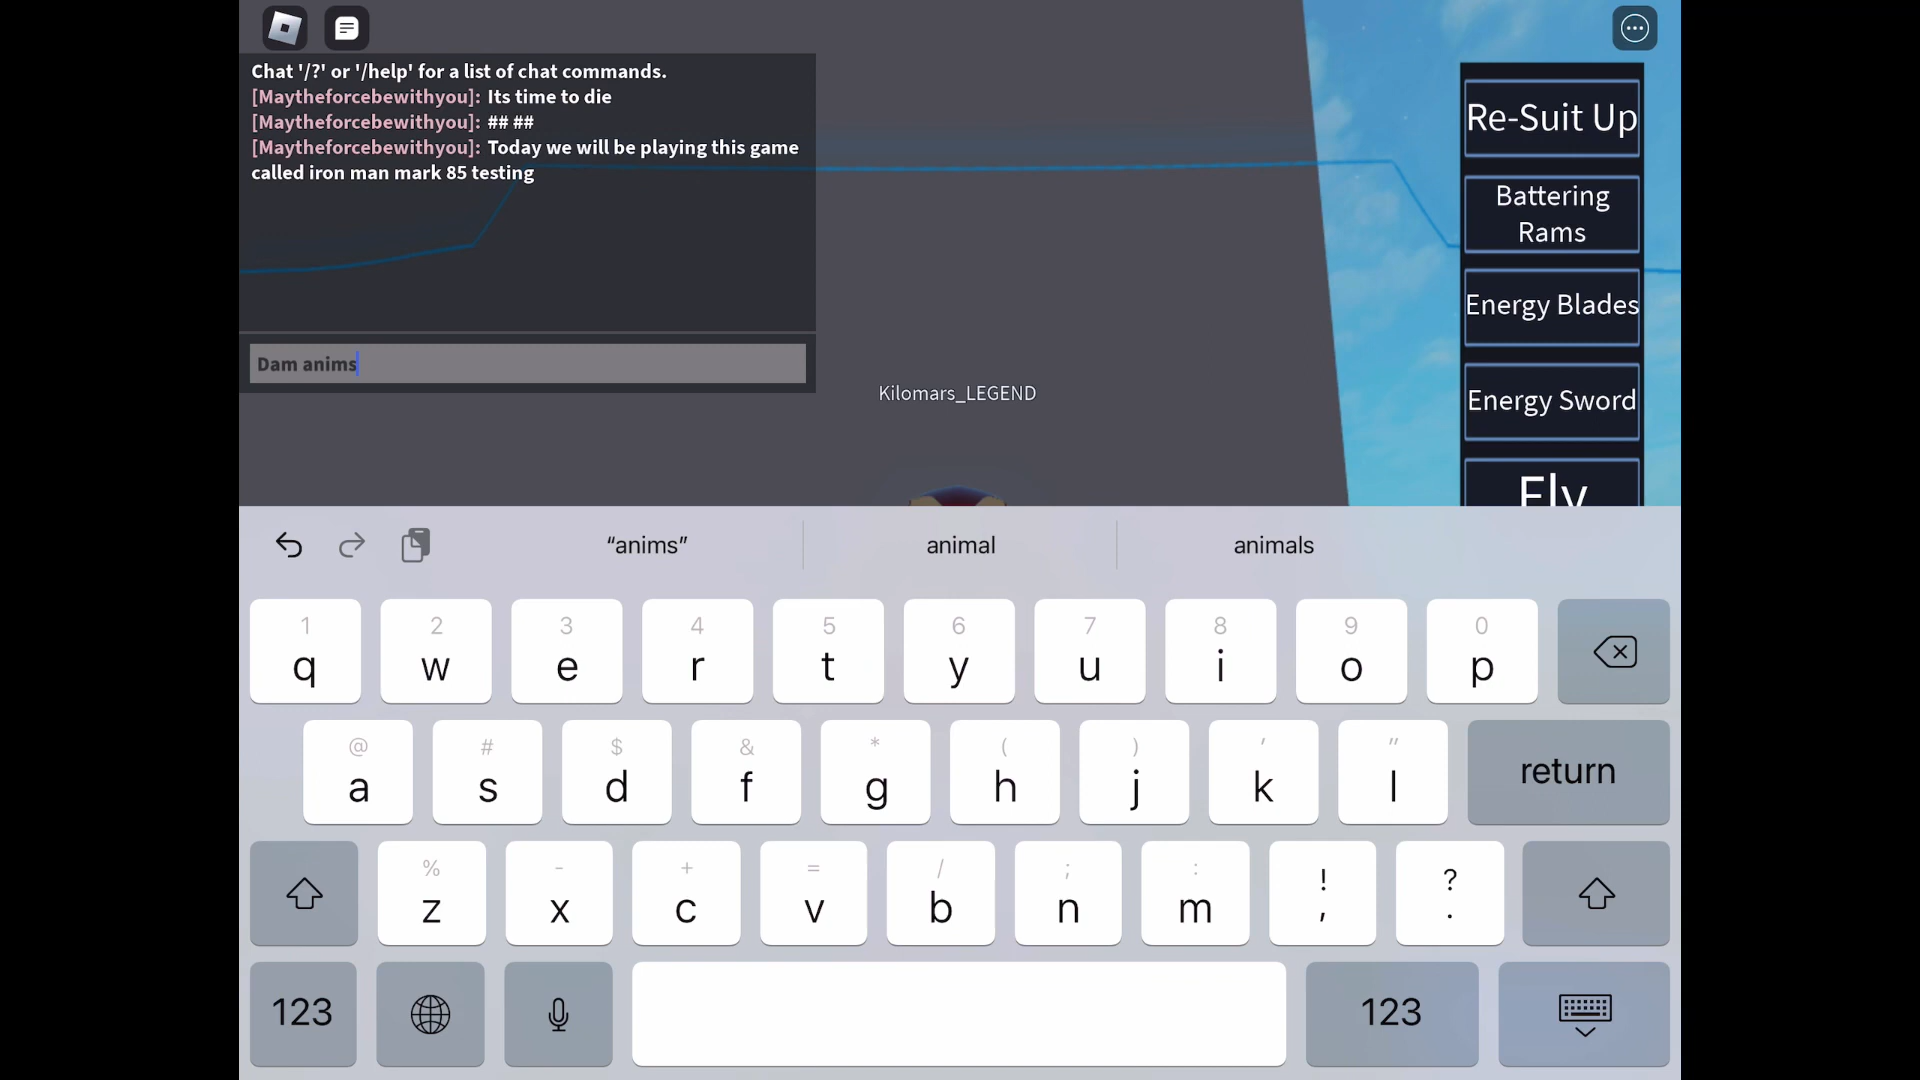 Chat '/?' or '/help' for a list of chat commands.
[Maytheforcebewithyou]: Its time to die
[Maytheforcebewithyou]: ## ##
[Maytheforcebewithyou]: Today we will be playing this game
called iron man mark 85 testing
Dam anims
Kilomars_LEGEND
Re-Suit Up
Battering
Rams
Energy Blades
Energy Sword
Fly
“anims” animal animals
1 2 3 4 5 6 7 8 9 0
q w e r t y u i o p
@ # $ & * ( ) ' "
a s d f g h j k l return
% - + = / ; : ! ?
z x c v b n m , .
123 123